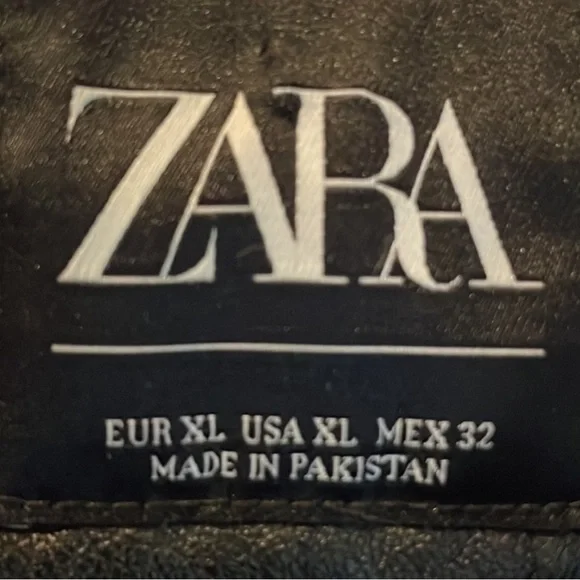 ZARA
EUR XL USA XL MEX 32
MADE IN PAKISTAN